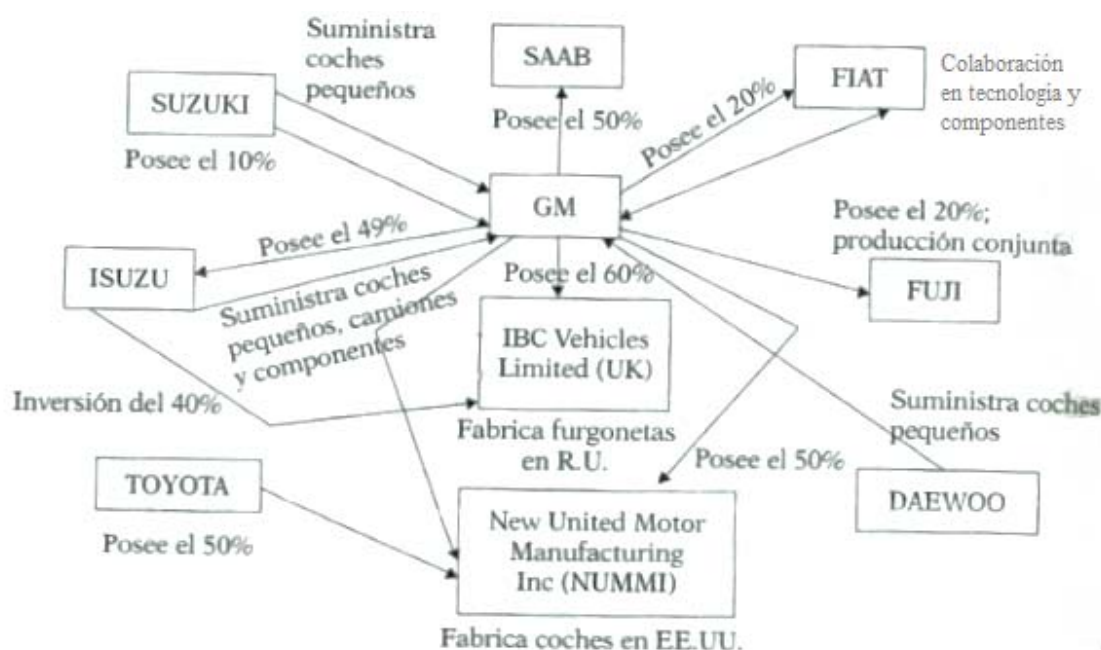 Suministra
coches
pequeños
SAAB
FIAT
Colaboración
en tecnología y
componentes
SUZUKI
Posee el 10%
Posee el 50%
Posee el 20%
GM
Posee el 20%;
producción conjunta
FUJI
Posee el 49%
ISUZU
Posee el 60%
Suministra coches
pequeños, camiones
y componentes
IBC Vehicles
Limited (UK)
Inversión del 40%
Fabrica furgonetas
en R.U.
Suministra coches
pequeños
Posee el 50%
TOYOTA
Posee el 50%
DAEWOO
New United Motor
Manufacturing
Inc (NUMMI)
Fabrica coches en EE.UU.